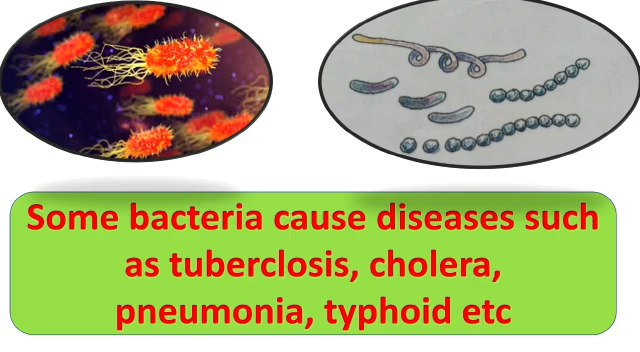 Some bacteria cause diseases such
as tuberclosis, cholera,
pneumonia, typhoid etc